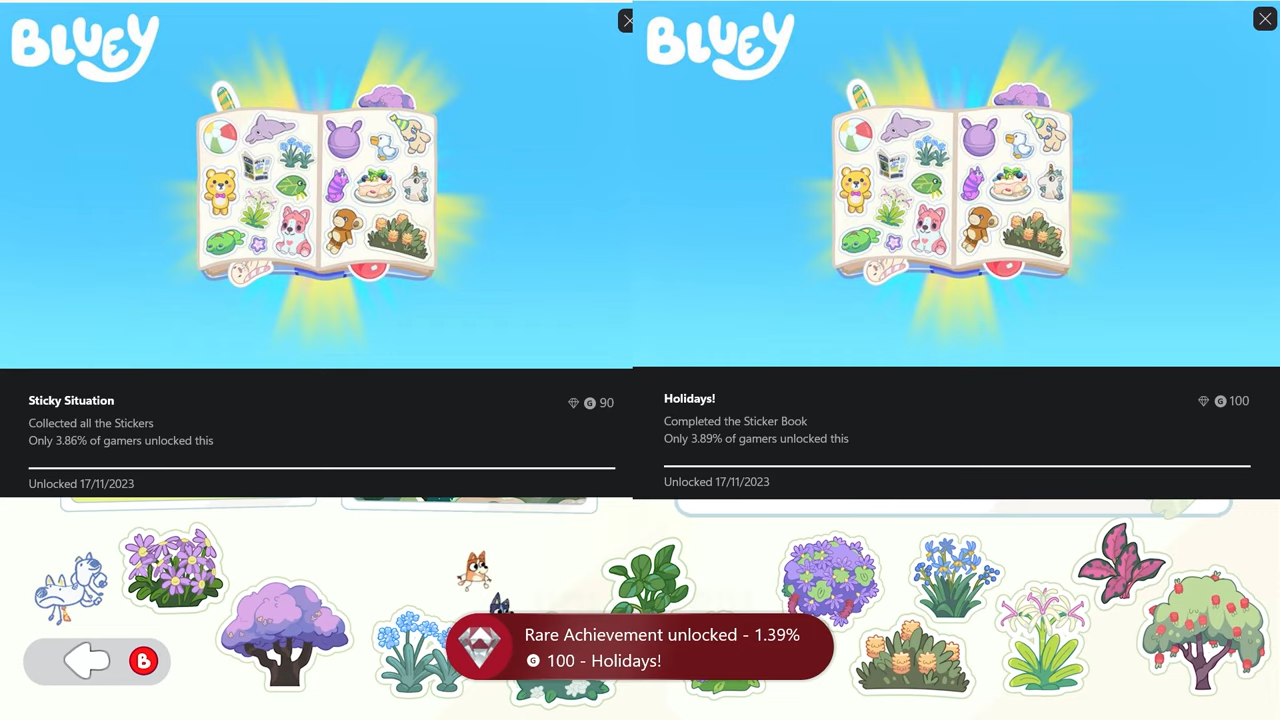 BLUEY
Sticky Situation
G 90
Collected all the Stickers
Only 3.86% of gamers unlocked this
Unlocked 17/11/2023
BLUEY
Holidays!
G 100
Completed the Sticker Book
Only 3.89% of gamers unlocked this
Unlocked 17/11/2023
B
Rare Achievement unlocked - 1.39%
G 100 - Holidays!